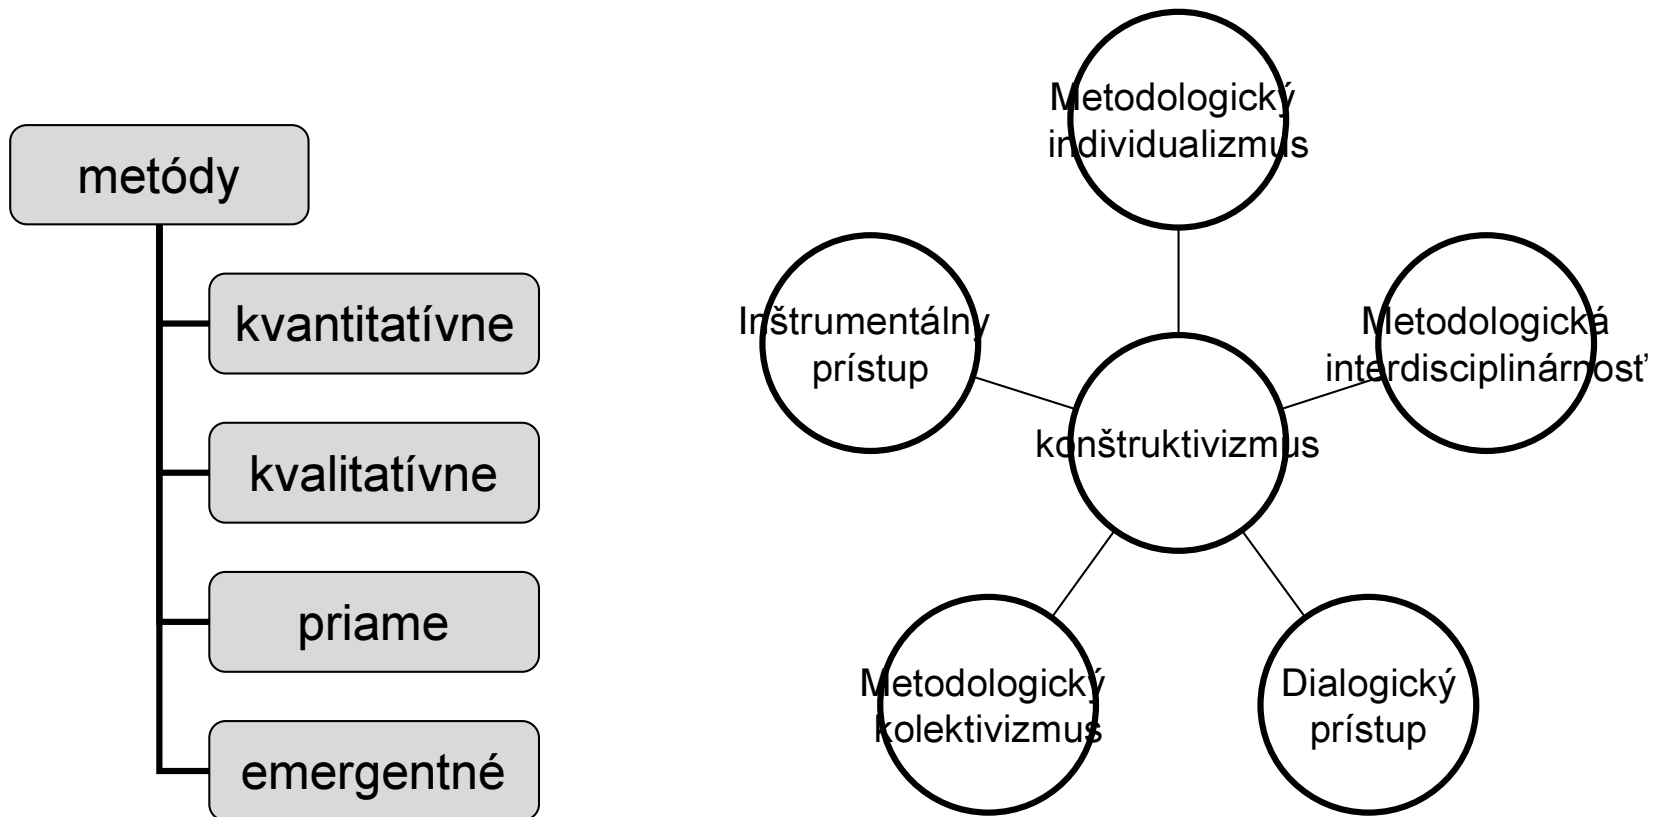 metódy
kvantitatívne
kvalitatívne
priame
emergentné
Metodologický
individualizmus
Inštrumentálny
prístup
Metodologická
interdisciplinárnosť
konštruktivizmus
Metodologický
kolektivizmus
Dialogický
prístup